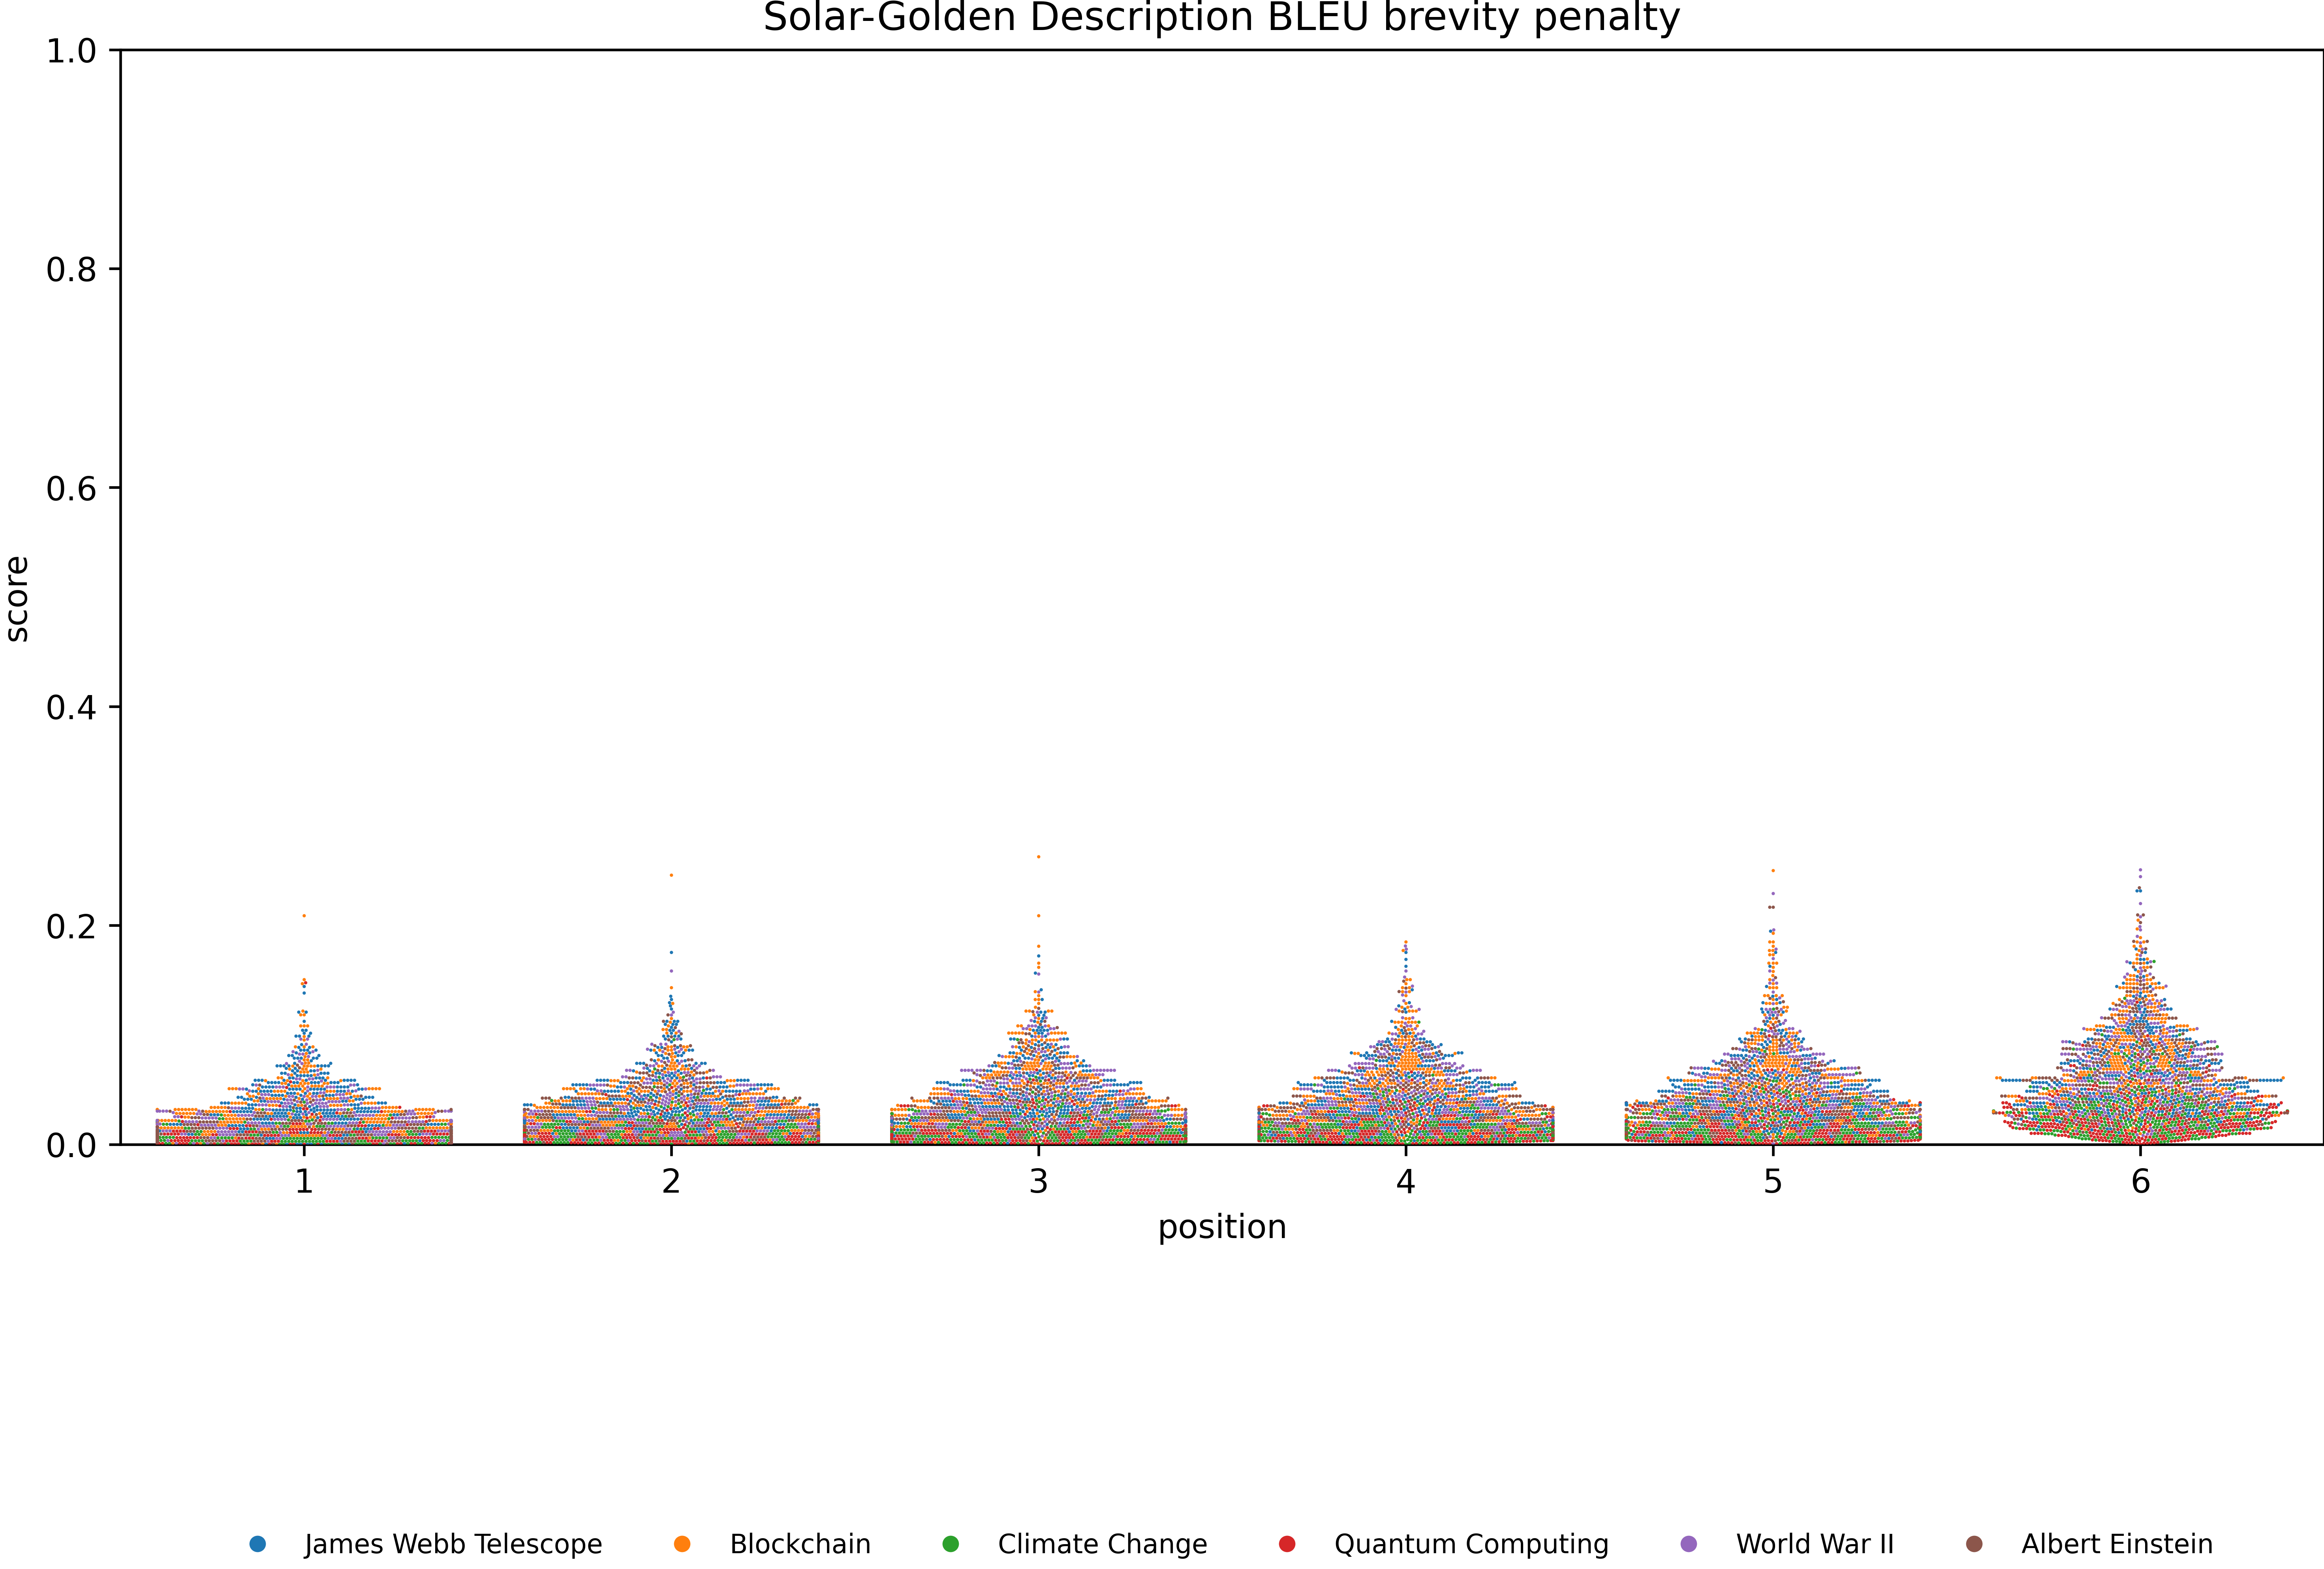 Solar-Golden Description BLEU brevity penalty
1.0
0.8
0.6
0.4
0.2
0.0
score
1 2 3 4 5 6
position
James Webb Telescope Blockchain Climate Change Quantum Computing World War II Albert Einstein